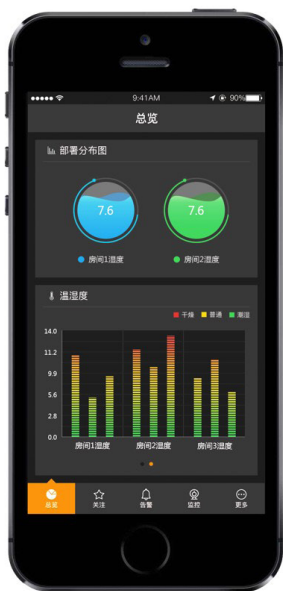 9:41AM
90%
总览
部署分布图
7.6
7.6
房间1湿度
房间2湿度
温湿度
干燥
普通
潮湿
14.0
11.2
9.9
5.6
2.8
0.0
房间1湿度
房间2湿度
房间3湿度
总览
关注
告警
监控
更多